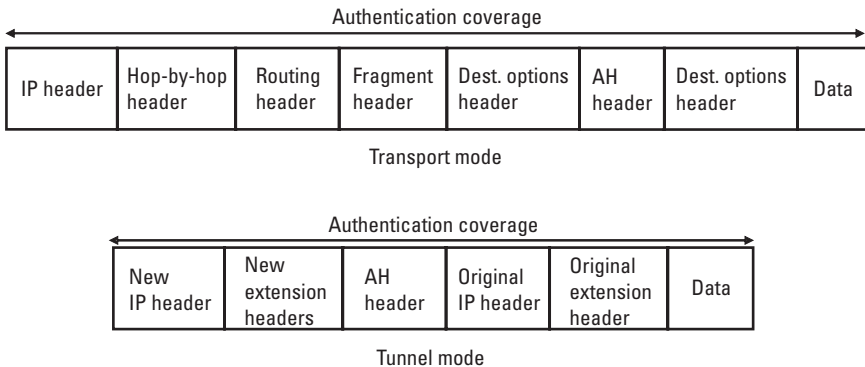 Authentication coverage
IP header
Hop-by-hop
header
Routing
header
Fragment
header
Dest. options
header
AH
header
Dest. options
header
Data
Transport mode
Authentication coverage
New
IP header
New
extension
headers
AH
header
Original
IP header
Original
extension
header
Data
Tunnel mode